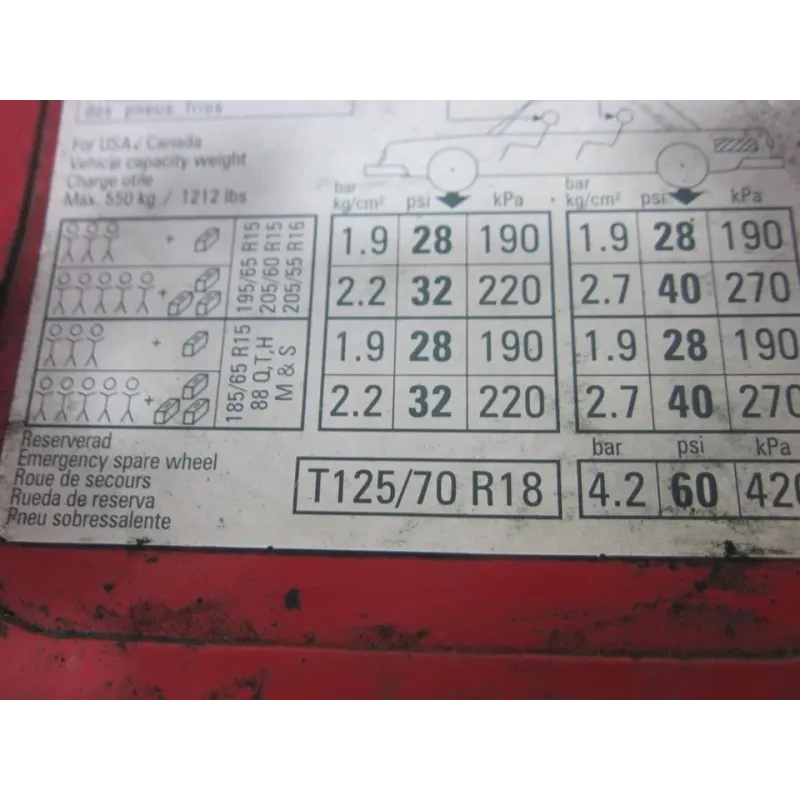 des pneus frios
For USA / Canada
Vehicle capacity weight
Charge utile
Max. 550 kg / 1212 lbs
bar
kg/cm² psi kPa
bar
kg/cm² psi kPa
+ 195/65 R15 205/60 R15 205/55 R16 1.9 28 190 1.9 28 190
+ 2.2 32 220 2.7 40 270
+ 185/65 R15 88 Q,T,H M & S 1.9 28 190 1.9 28 190
+ 2.2 32 220 2.7 40 270
Reserverad
Emergency spare wheel
Roue de secours
Rueda de reserva
Pneu sobressalente
bar psi kPa
T125/70 R18 4.2 60 420